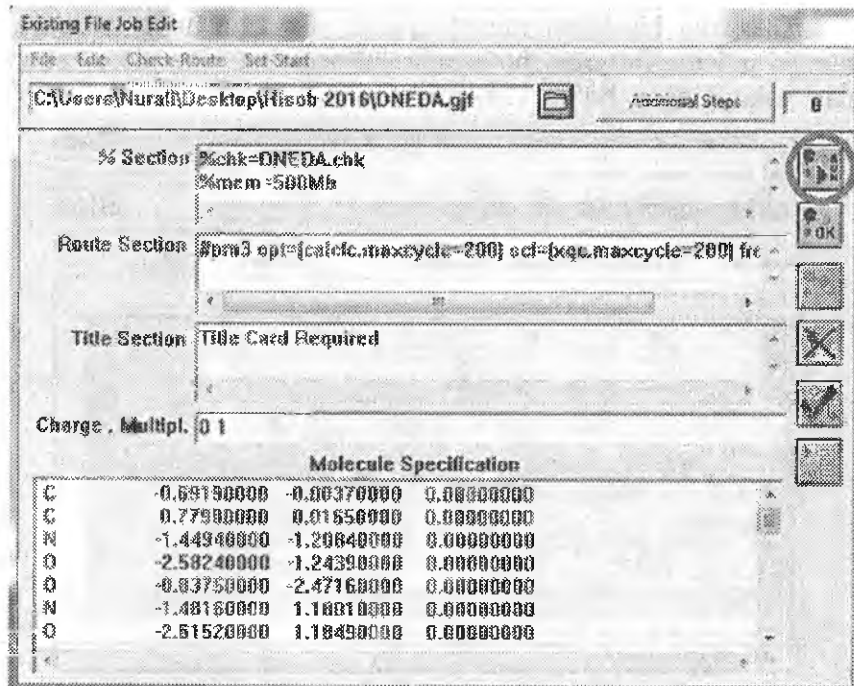 Existing File Job Edit
File Edit Check-Route Set-Start
C:\Users\Nurali\Desktop\Hisob 2016\DNEDA.gjf Additional Steps 0
% Section %chk=DNEDA.chk
%mem=500Mb
Route Section #pm3 opt=(calcfc,maxcycle=200) scf=(xqc,maxcycle=200) fre
Title Section Title Card Required
Charge , Multipl. 0 1
Molecule Specification
C -0.69190000 -0.00370000 0.00000000
C 0.77980000 0.01650000 0.00000000
N -1.44940000 -1.20640000 0.00000000
O -2.58240000 -1.24390000 0.00000000
O -0.83750000 -2.47160000 0.00000000
N -1.48160000 1.18010000 0.00000000
O -2.61520000 1.18490000 0.00000000
OK